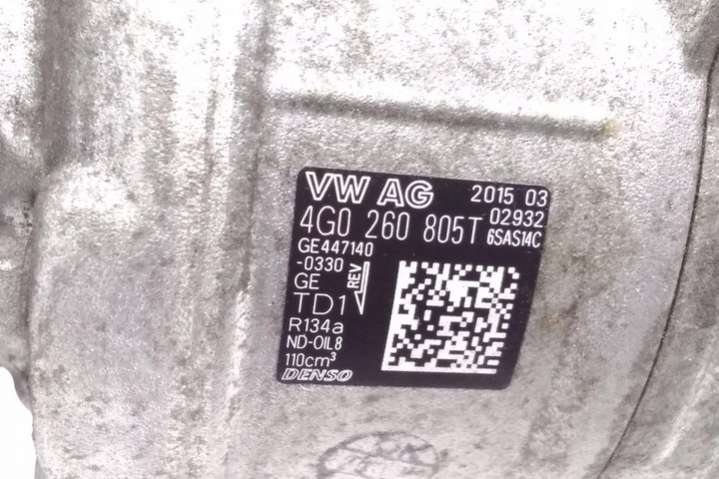 VW AG 2015 03
4G0 260 805T 02932
6SAS14C
GE447140
-0330
GE REV
TD1
R134a
ND-OIL8
110cm³
DENSO